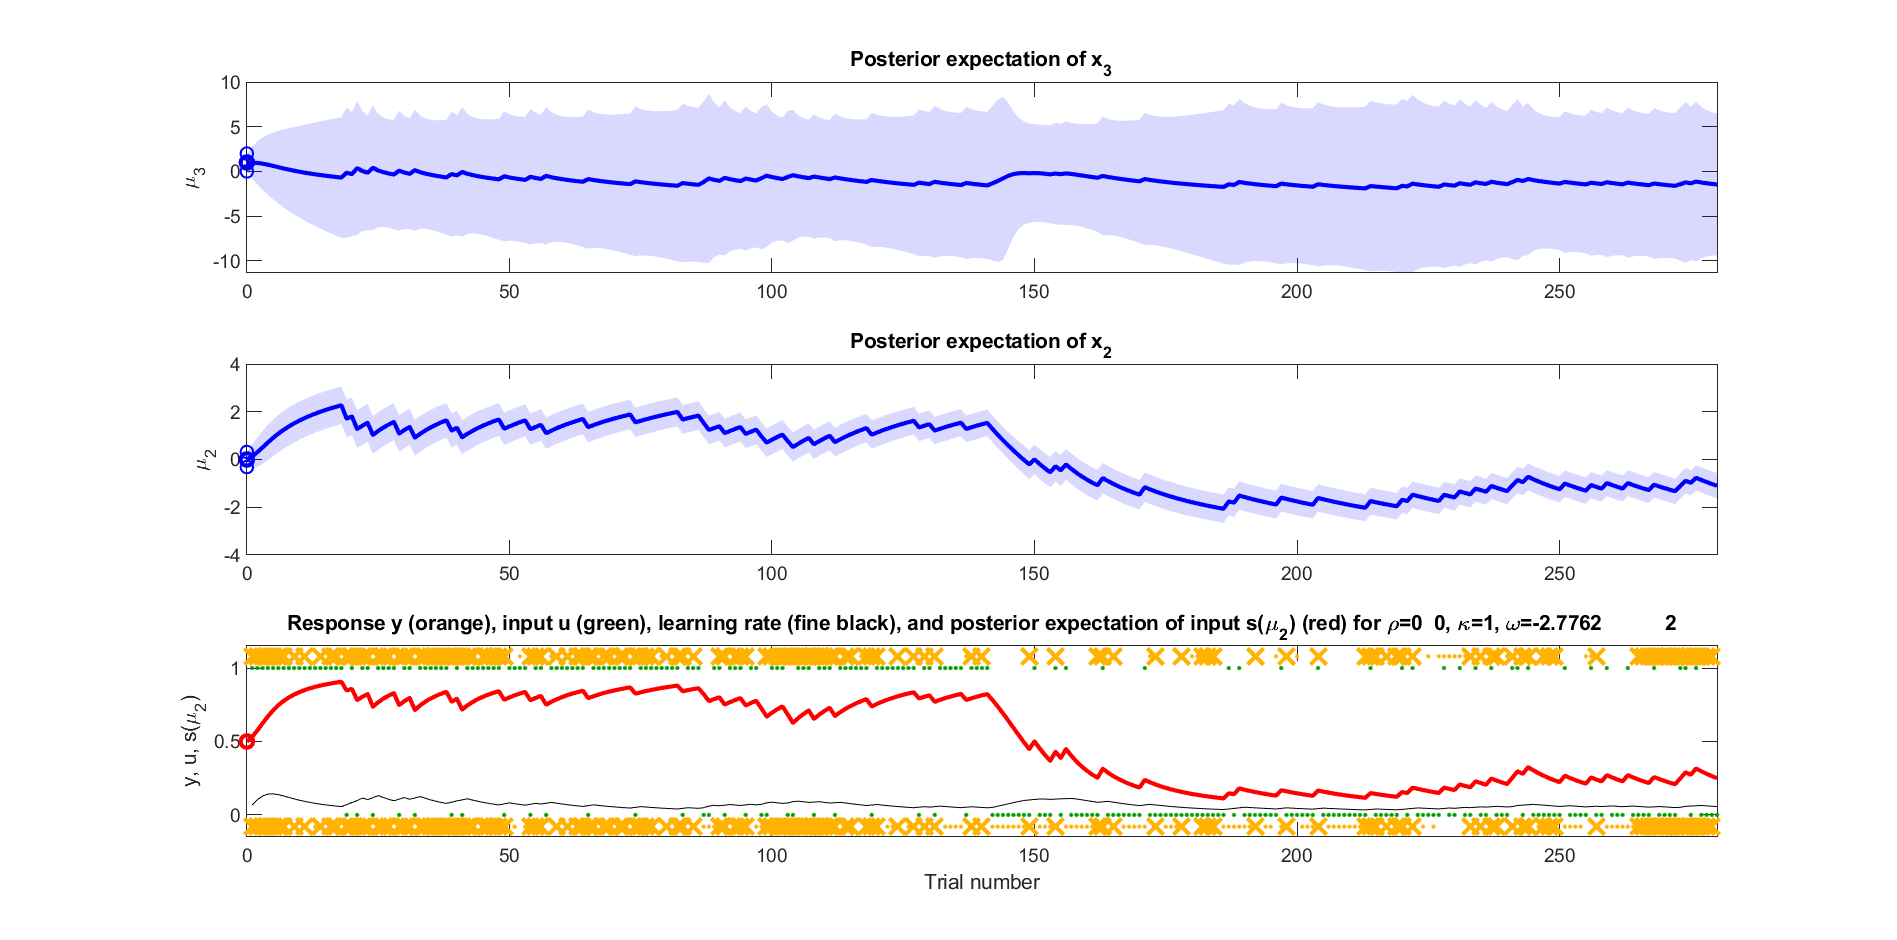 Posterior expectation of x₃
10
5
0
-5
-10
μ₃
0 50 100 150 200 250
Posterior expectation of x₂
4
2
0
-2
-4
μ₂
0 50 100 150 200 250
Response y (orange), input u (green), learning rate (fine black), and posterior expectation of input s(μ₂) (red) for ρ=0 0, κ=1, ω=-2.7762 2
1
0.5
0
y, u, s(μ₂)
0 50 100 150 200 250
Trial number